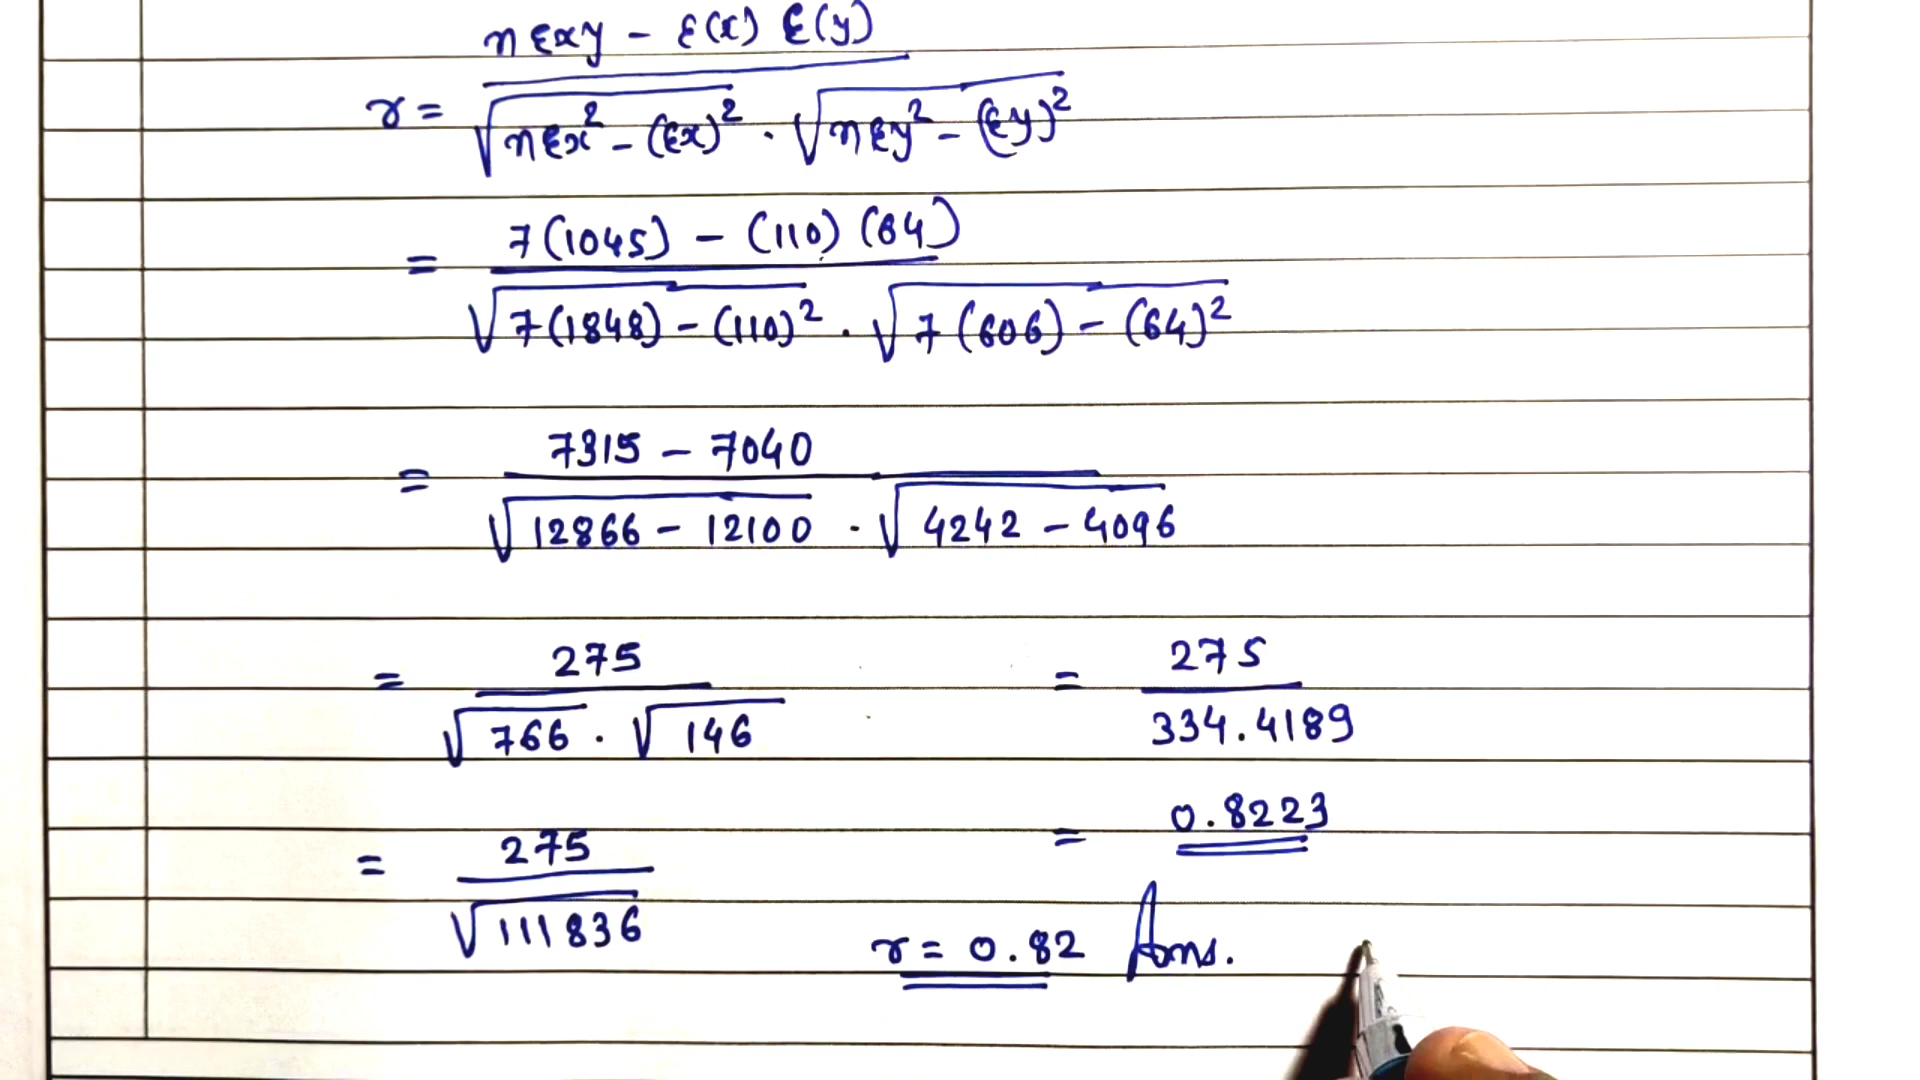 r = n Σxy - Σ(x) Σ(y) / √nΣx² - (Σx)² . √nΣy² - (Σy)²
= 7(1045) - (110) (64) / √7(1848) - (110)² . √7(606) - (64)²
= 7315 - 7040 / √12866 - 12100 . √4242 - 4096
= 275 / √766 . √146
= 275 / √111836
= 275 / 334.4189
= 0.8223
r = 0.82 Ans.